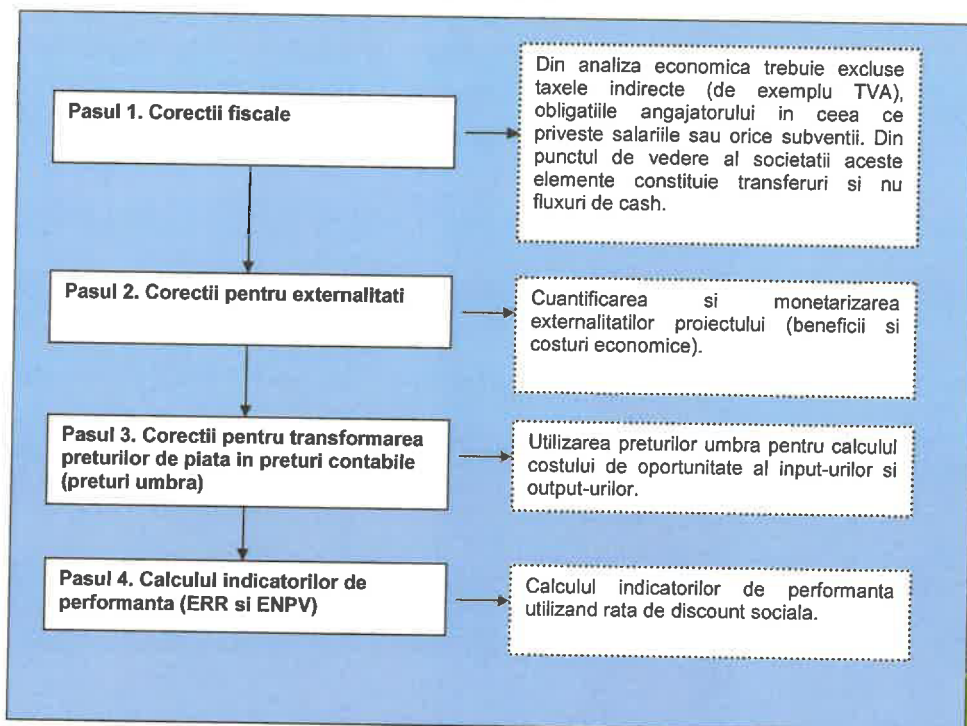 Pasul 1. Corectii fiscale
Din analiza economica trebuie excluse
taxele indirecte (de exemplu TVA),
obligatiile angajatorului in ceea ce
priveste salariile sau orice subventii. Din
punctul de vedere al societatii aceste
elemente constituie transferuri si nu
fluxuri de cash.
Pasul 2. Corectii pentru externalitati
Cuantificarea si monetarizarea
externalitatilor proiectului (beneficii si
costuri economice).
Pasul 3. Corectii pentru transformarea
preturilor de piata in preturi contabile
(preturi umbra)
Utilizarea preturilor umbra pentru calculul
costului de oportunitate al input-urilor si
output-urilor.
Pasul 4. Calculul indicatorilor de
performanta (ERR si ENPV)
Calculul indicatorilor de performanta
utilizand rata de discount sociala.